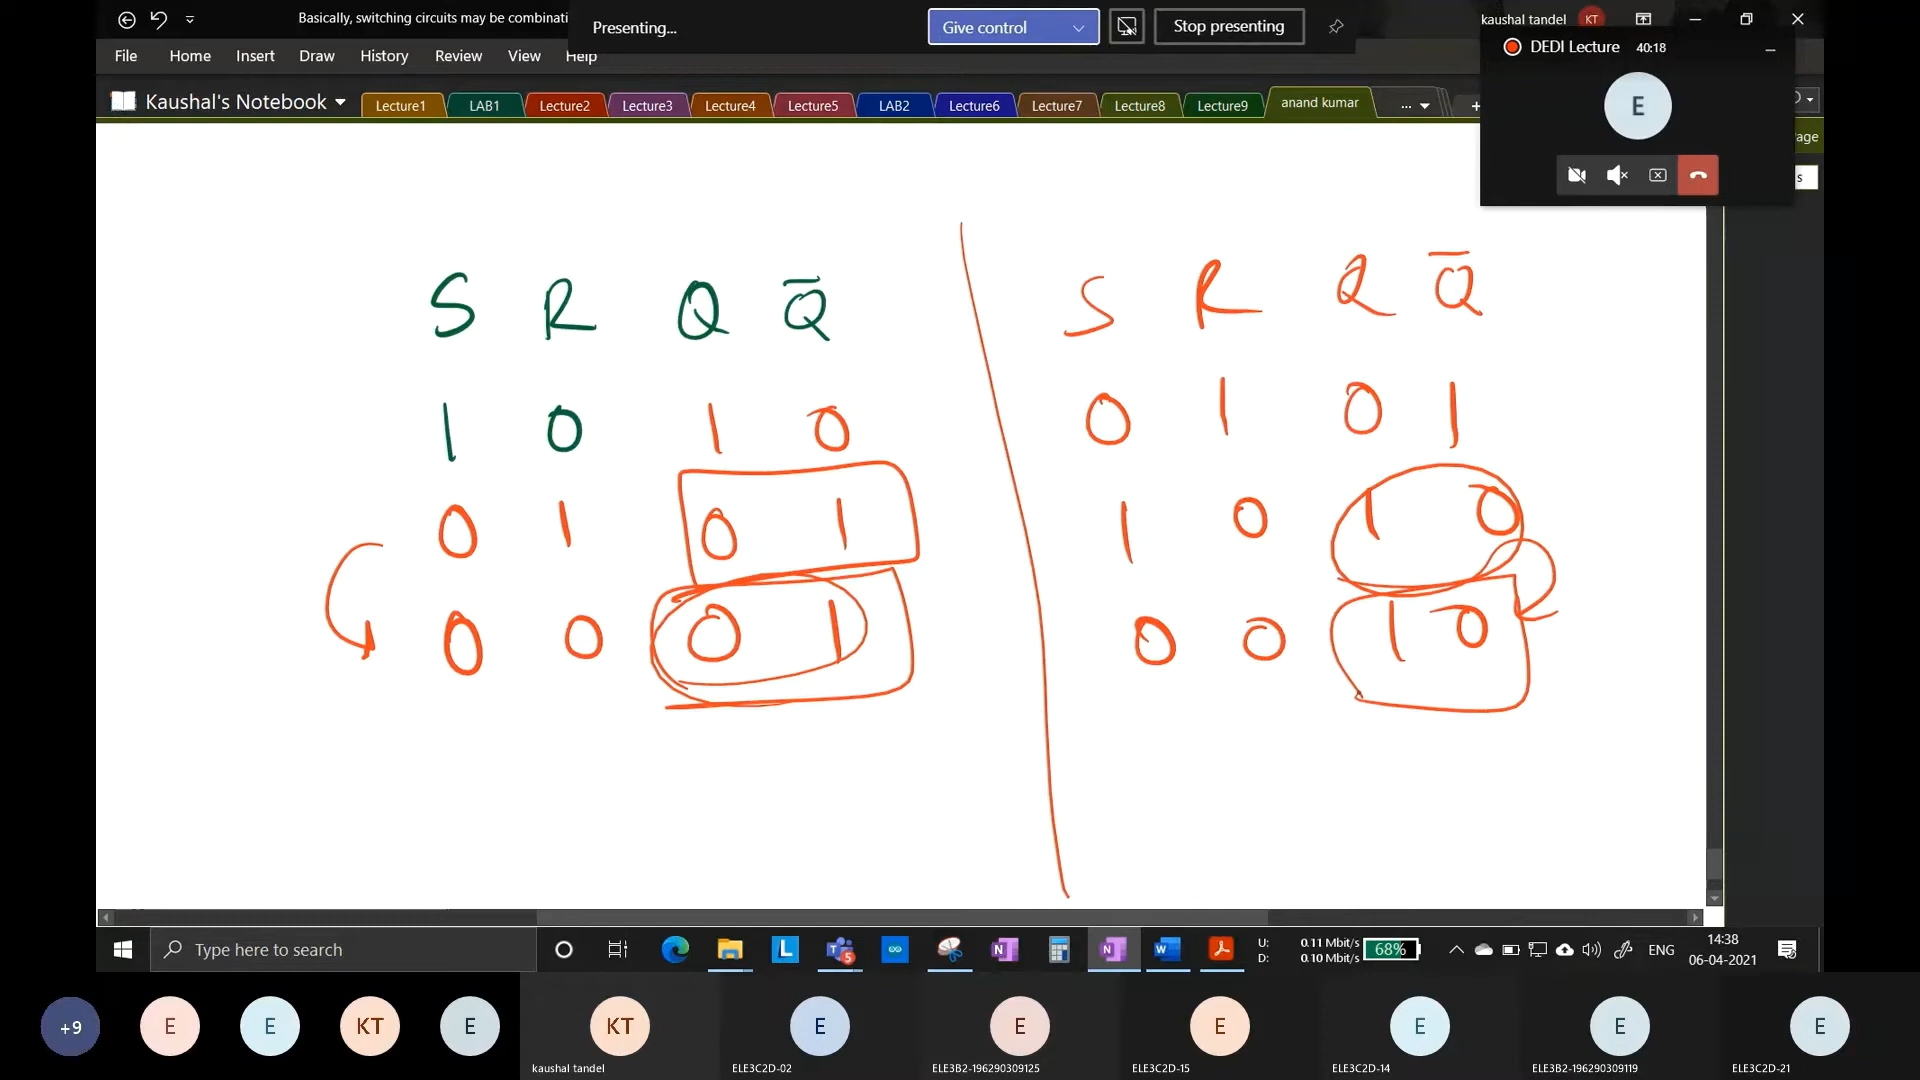 Basically, switching circuits may be combinati
Presenting...
Give control
Stop presenting
kaushal tandel KT
DEDI Lecture 40:18
File Home Insert Draw History Review View Help
Kaushal's Notebook
Lecture1 LAB1 Lecture2 Lecture3 Lecture4 Lecture5 LAB2 Lecture6 Lecture7 Lecture8 Lecture9 anand kumar ... +
E
age
s
S R Q Q̅
1 0 1 0
0 1 0 1
0 0 0 1
S R Q Q̅
0 1 0 1
1 0 1 0
0 0 1 0
Type here to search
U: 0.11 Mbit/s
D: 0.10 Mbit/s
68%
ENG
14:38
06-04-2021
+9 E E KT E KT E E E E E E
kaushal tandel ELE3C2D-02 ELE3B2-196290309125 ELE3C2D-15 ELE3C2D-14 ELE3B2-196290309119 ELE3C2D-21